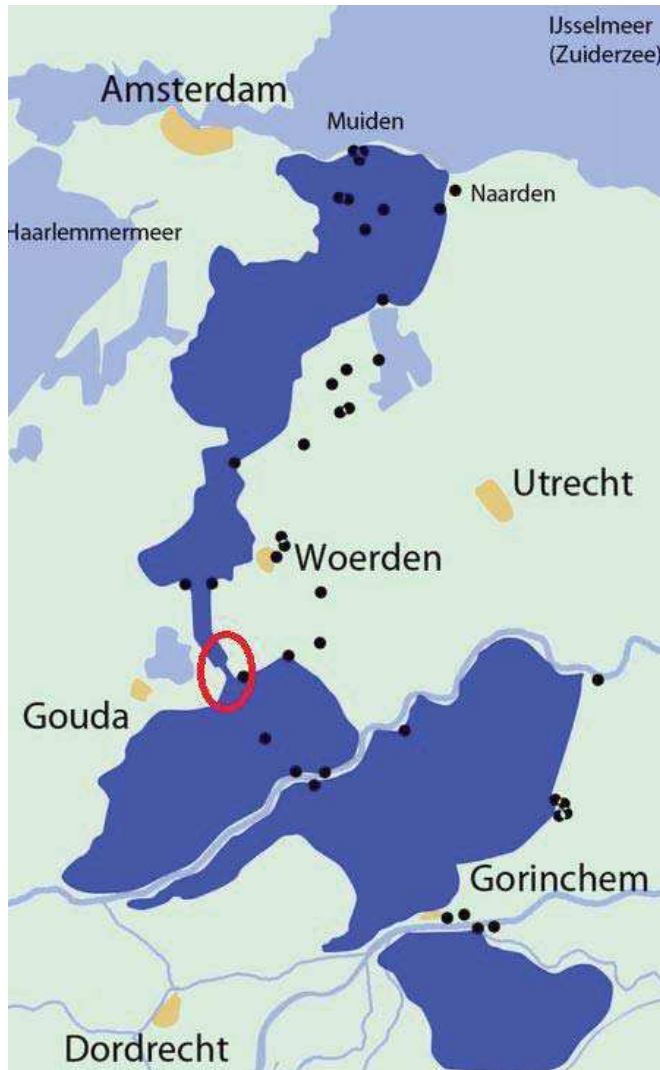 IJsselmeer
(Zuiderzee)
Amsterdam
Muiden
Naarden
Haarlemmermeer
Utrecht
Woerden
Gouda
Gorinchem
Dordrecht